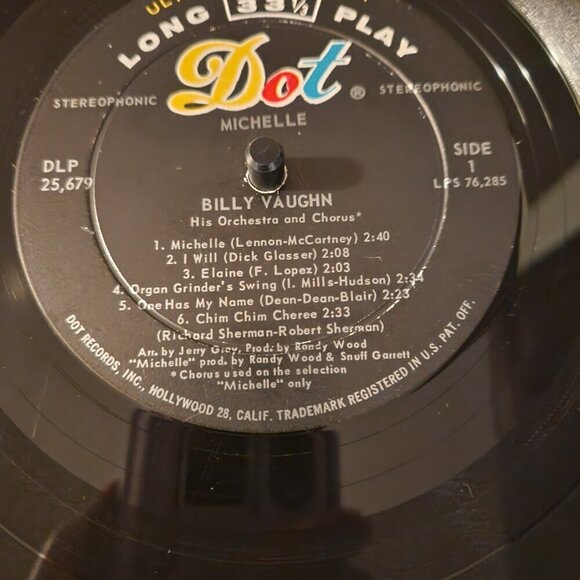 LONG 33⅓ PLAY
Dot ®
STEREOPHONIC STEREOPHONIC
MICHELLE
DLP
25,679
SIDE
1
LPS 76,285
BILLY VAUGHN
His Orchestra and Chorus*
1. Michelle (Lennon-McCartney) 2:40
2. I Will (Dick Glasser) 2:08
3. Elaine (F. Lopez) 2:03
4. Organ Grinder's Swing (I. Mills-Hudson) 2:34
5. One Has My Name (Dean-Dean-Blair) 2:23
6. Chim Chim Cheree 2:33
(Richard Sherman-Robert Sherman)
Arr. by Jerry Gray, Prod. by Randy Wood
"Michelle" prod. by Randy Wood & Snuff Garrett
*Chorus used on the selection
"Michelle" only
DOT RECORDS, INC., HOLLYWOOD 28, CALIF. TRADEMARK REGISTERED IN U.S. PAT. OFF.